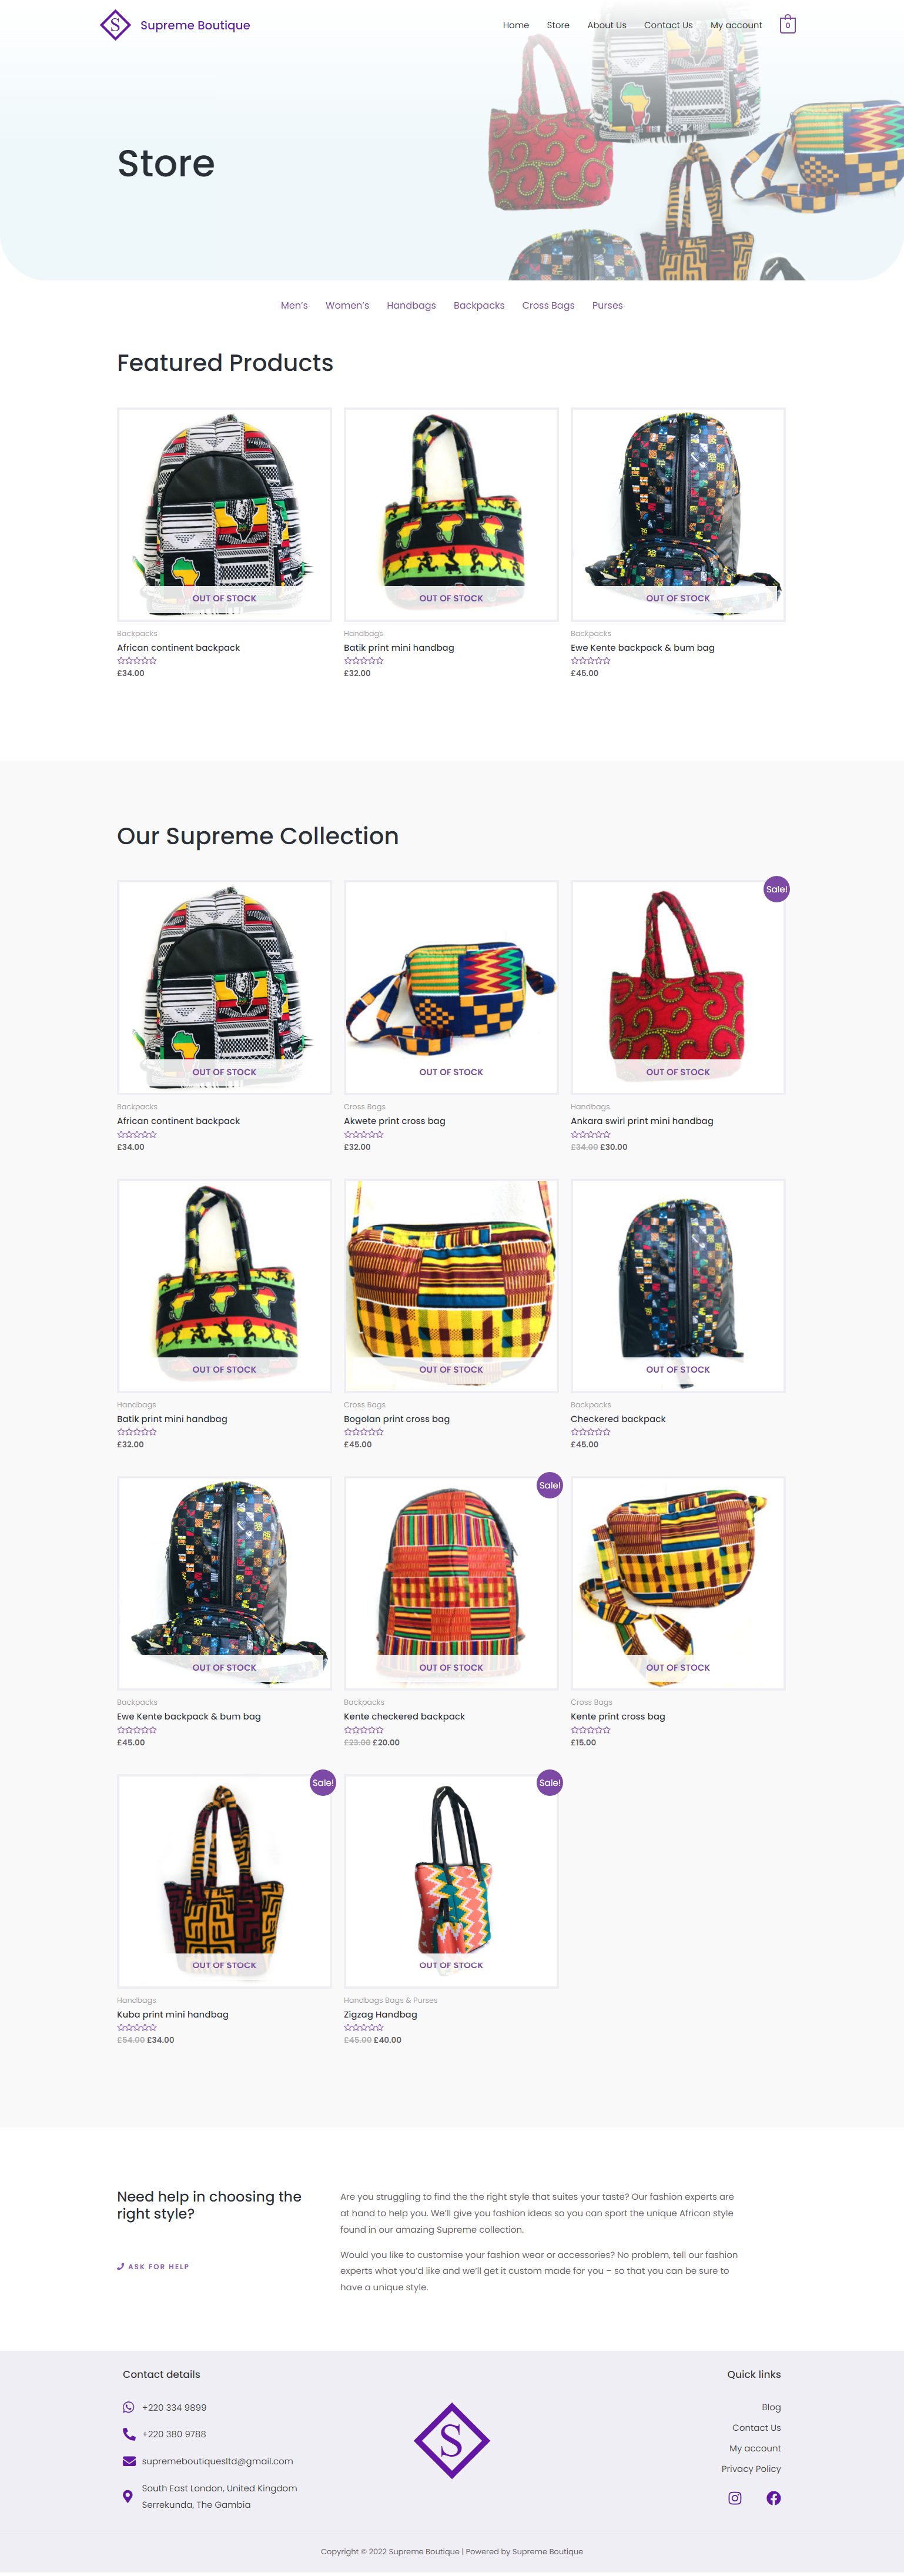 S
Supreme Boutique
Home Store About Us Contact Us My account 0
Store
Men's Women's Handbags Backpacks Cross Bags Purses
Featured Products
OUT OF STOCK
Backpacks
African continent backpack
£34.00
OUT OF STOCK
Handbags
Batik print mini handbag
£32.00
OUT OF STOCK
Backpacks
Ewe Kente backpack & bum bag
£45.00
Our Supreme Collection
OUT OF STOCK
Backpacks
African continent backpack
£34.00
OUT OF STOCK
Cross Bags
Akwete print cross bag
£32.00
Sale!
OUT OF STOCK
Handbags
Ankara swirl print mini handbag
£34.00 £30.00
OUT OF STOCK
Handbags
Batik print mini handbag
£32.00
OUT OF STOCK
Cross Bags
Bogolan print cross bag
£45.00
OUT OF STOCK
Backpacks
Checkered backpack
£45.00
OUT OF STOCK
Backpacks
Ewe Kente backpack & bum bag
£45.00
Sale!
OUT OF STOCK
Backpacks
Kente checkered backpack
£23.00 £20.00
OUT OF STOCK
Cross Bags
Kente print cross bag
£15.00
Sale!
OUT OF STOCK
Handbags
Kuba print mini handbag
£54.00 £34.00
Sale!
OUT OF STOCK
Handbags Bags & Purses
Zigzag Handbag
£45.00 £40.00
Need help in choosing the
right style?
ASK FOR HELP
Are you struggling to find the the right style that suites your taste? Our fashion experts are
at hand to help you. We'll give you fashion ideas so you can sport the unique African style
found in our amazing Supreme collection.
Would you like to customise your fashion wear or accessories? No problem, tell our fashion
experts what you'd like and we'll get it custom made for you – so that you can be sure to
have a unique style.
Contact details
+220 334 9899
+220 380 9788
supremeboutiquesltd@gmail.com
South East London, United Kingdom
Serrekunda, The Gambia
S
Quick links
Blog
Contact Us
My account
Privacy Policy
Copyright © 2022 Supreme Boutique | Powered by Supreme Boutique